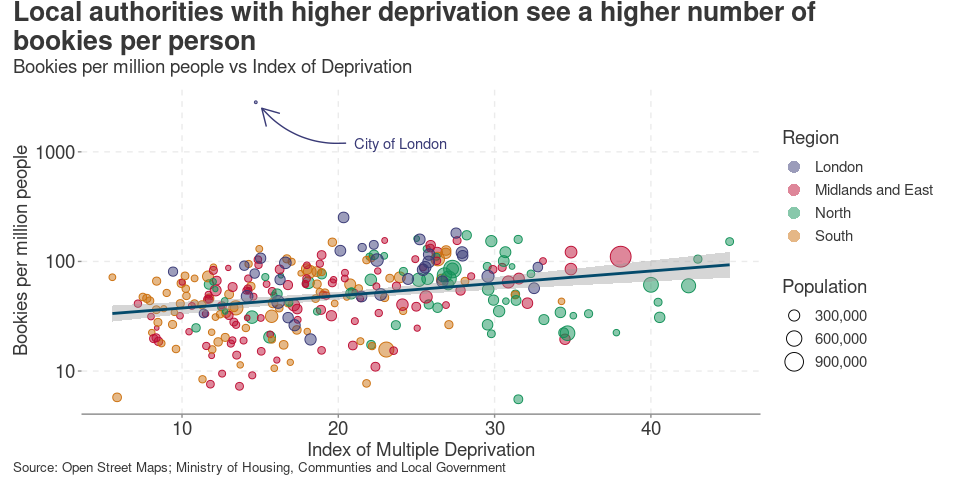 Local authorities with higher deprivation see a higher number of
bookies per person
Bookies per million people vs Index of Deprivation
City of London
1000
100
10
Bookies per million people
10
20
30
40
Index of Multiple Deprivation
Region
London
Midlands and East
North
South
Population
300,000
600,000
900,000
Source: Open Street Maps; Ministry of Housing, Communties and Local Government